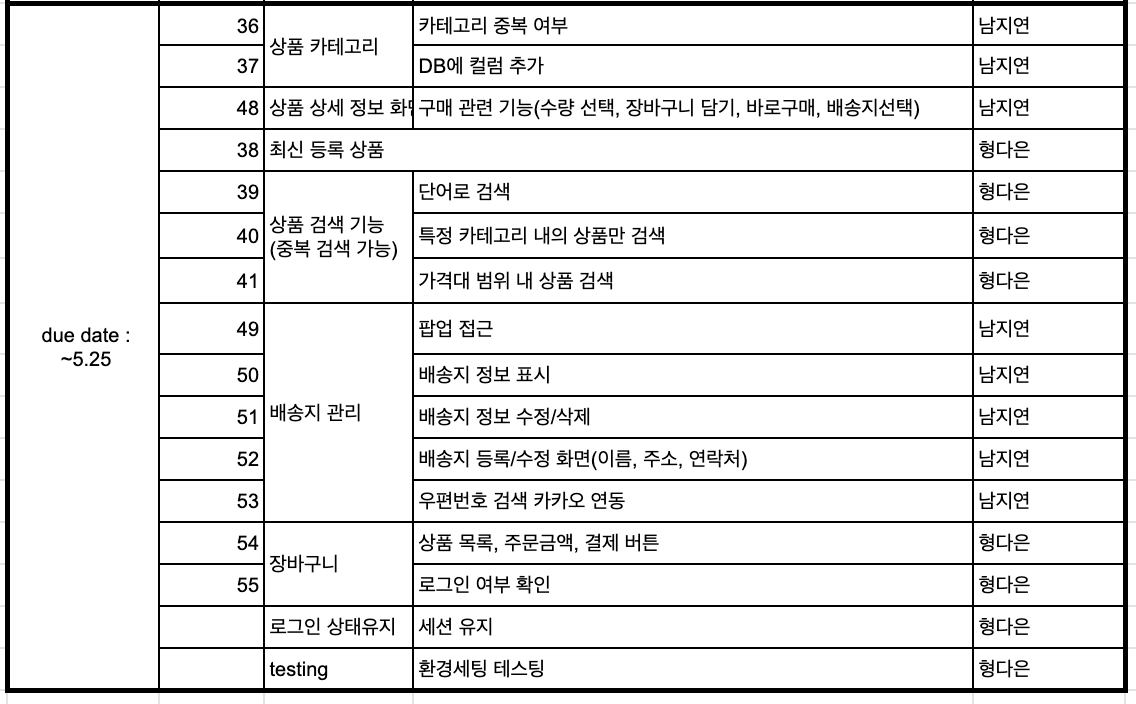 due date :
~5.25
36
상품 카테고리
카테고리 중복 여부
남지연
37
DB에 컬럼 추가
남지연
48
상품 상세 정보
구매 관련 기능(수량 선택, 장바구니 담기, 바로구매, 배송지선택)
남지연
38
최신 등록 상품
형다은
39
상품 검색 기능
(중복 검색 가능)
단어로 검색
형다은
40
특정 카테고리 내의 상품만 검색
형다은
41
가격대 범위 내 상품 검색
형다은
49
배송지 관리
팝업 접근
남지연
50
배송지 정보 표시
남지연
51
배송지 정보 수정/삭제
남지연
52
배송지 등록/수정 화면(이름, 주소, 연락처)
남지연
53
우편번호 검색 카카오 연동
남지연
54
장바구니
상품 목록, 주문금액, 결제 버튼
형다은
55
로그인 여부 확인
형다은
로그인 상태유지
세션 유지
형다은
testing
환경세팅 테스팅
형다은